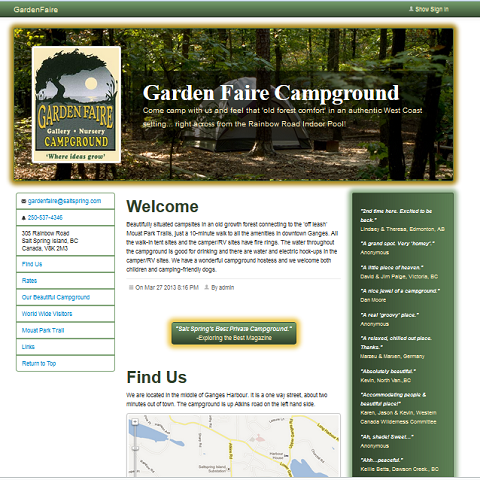 GardenFaire
Show Sign In
GARDEN FAIRE
Gallery • Nursery
CAMPGROUND
"Where ideas grow"
Garden Faire Campground
Come camp with us and feel that 'old forest comfort' in an authentic West Coast
setting... right across from the Rainbow Road Indoor Pool!
gardenfaire@saltspring.com
250-537-4346
305 Rainbow Road
Salt Spring Island, BC
Canada, V8K 2M3
Find Us
Rates
Our Beautiful Campground
World Wide Visitors
Mouat Park Trail
Links
Return to Top
Welcome
Beautifully situated campsites in an old growth forest connecting to the 'off leash'
Mouat Park Trails, just a 10-minute walk to all the amenities in downtown Ganges. All
the walk-in tent sites and the camper/RV sites have fire rings. The water throughout
the campground is good for drinking and there are water and electric hook-ups in the
camper/RV sites. We have a wonderful campground hostess and we welcome both
children and camping-friendly dogs.
On Mar 27 2013 8:16 PM
By admin
"Salt Spring's Best Private Campground."
-Exploring the Best Magazine
Find Us
We are located in the middle of Ganges Harbour. It is a one way street, about two
minutes out of town. The campground is up Atkins road on the left hand side.
"2nd time here. Excited to be
back."
Lindsey & Theresa, Edmonton, AB
"A grand spot. Very 'homey'."
Anonymous
"A little piece of heaven."
David & Jim Paige, Victoria, BC
"A nice jewel of a campground."
Dan Moore
"A real 'groovy' place."
Anonymous
"A relaxed, chilled out place.
Thanks."
Marseu & Marven, Germany
"Absolutely beautiful."
Kevin, North Van.,BC
"Accommodating people &
beautiful place!"
Karen, Jason & Kevin, Western
Canada Wilderness Committee
"Ah, shade! Sweet..."
Anonymous
"Ahh...peaceful."
Kellie Batts, Dawson Creek., BC